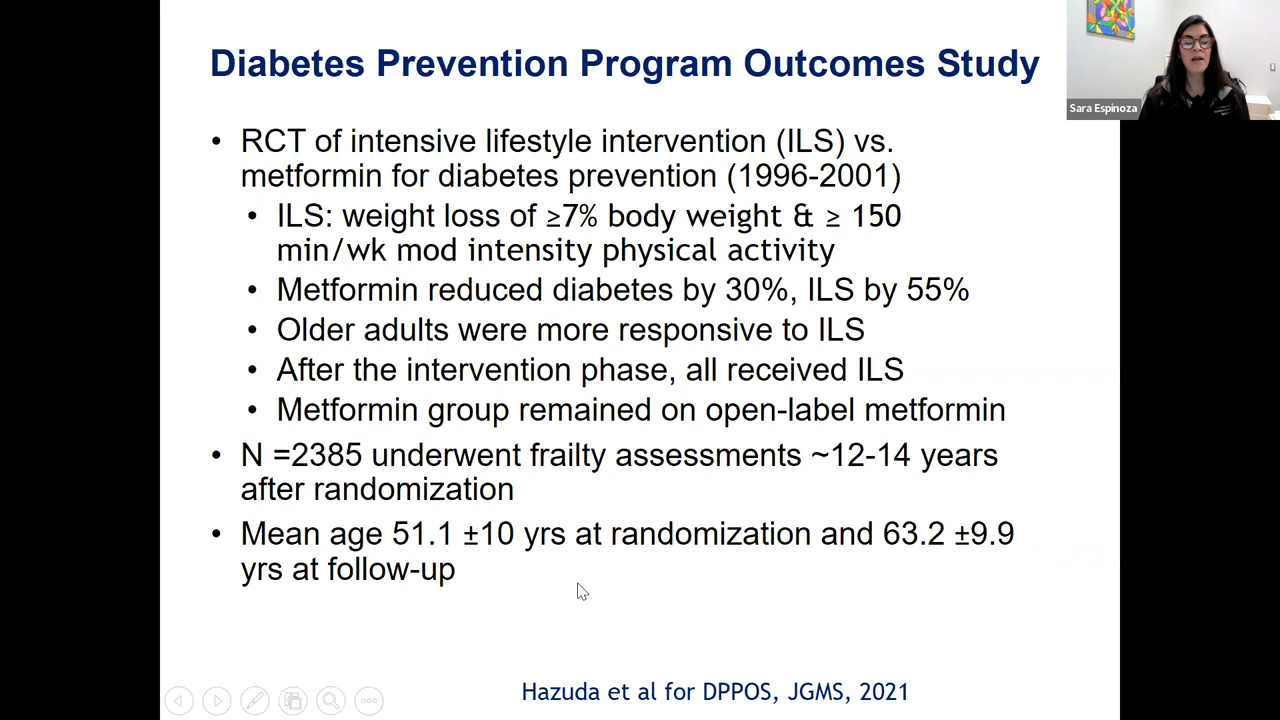 Diabetes Prevention Program Outcomes Study
Sara Espinoza
• RCT of intensive lifestyle intervention (ILS) vs.
metformin for diabetes prevention (1996-2001)
• ILS: weight loss of ≥7% body weight & ≥ 150
min/wk mod intensity physical activity
• Metformin reduced diabetes by 30%, ILS by 55%
• Older adults were more responsive to ILS
• After the intervention phase, all received ILS
• Metformin group remained on open-label metformin
• N =2385 underwent frailty assessments ~12-14 years
after randomization
• Mean age 51.1 ±10 yrs at randomization and 63.2 ±9.9
yrs at follow-up
Hazuda et al for DPPOS, JGMS, 2021